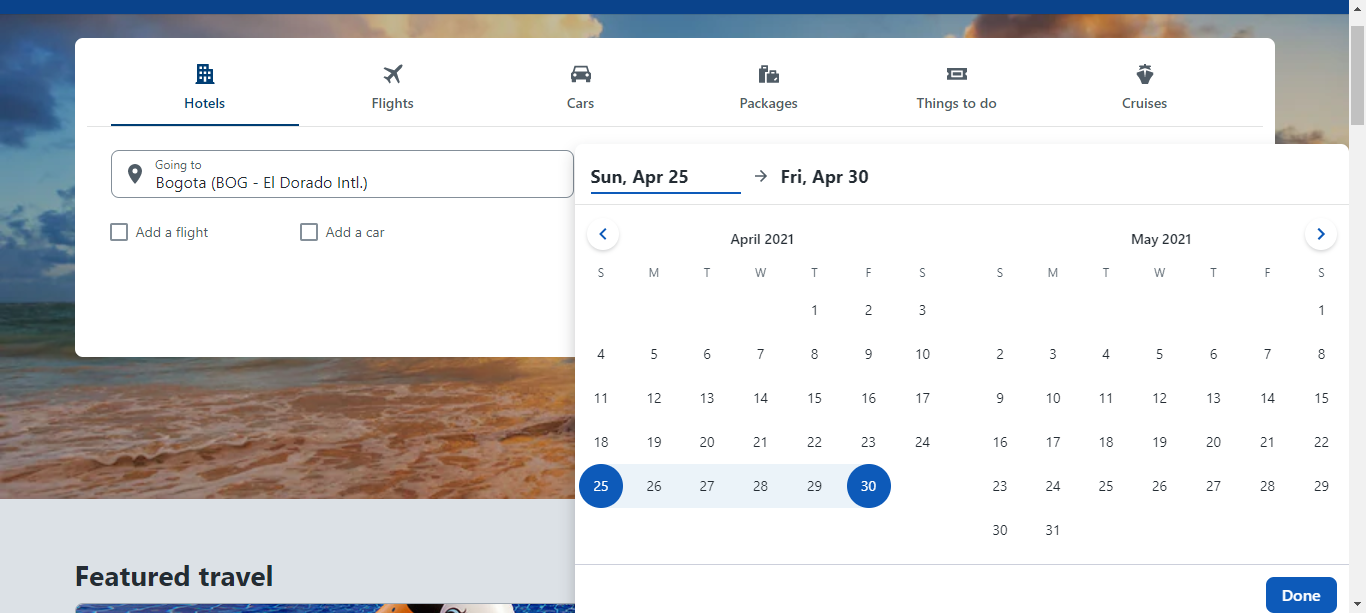 Hotels Flights Cars Packages Things to do Cruises
Going to
Bogota (BOG - El Dorado Intl.)
Add a flight Add a car
Sun, Apr 25 Fri, Apr 30
April 2021
S M T W T F S
1 2 3
4 5 6 7 8 9 10
11 12 13 14 15 16 17
18 19 20 21 22 23 24
25 26 27 28 29 30
May 2021
S M T W T F S
1
2 3 4 5 6 7 8
9 10 11 12 13 14 15
16 17 18 19 20 21 22
23 24 25 26 27 28 29
30 31
Done
Featured travel